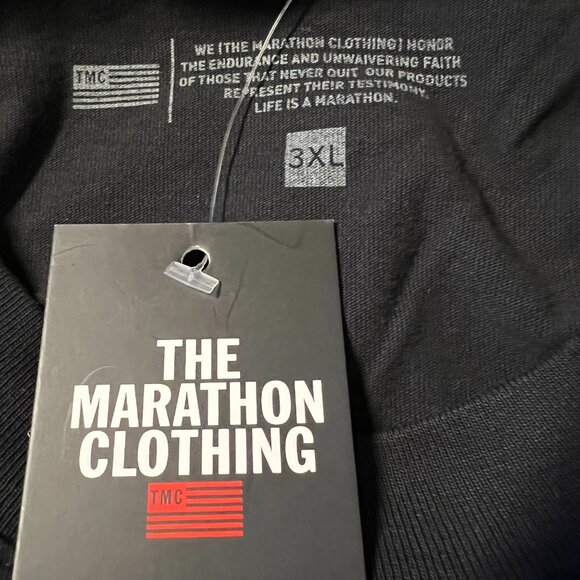 WE [THE MARATHON CLOTHING] HONOR
THE ENDURANCE AND UNWAIVERING FAITH
OF THOSE THAT NEVER QUIT. OUR PRODUCTS
REPRESENT THEIR TESTIMONY.
LIFE IS A MARATHON.
TMC
3XL
THE
MARATHON
CLOTHING
TMC